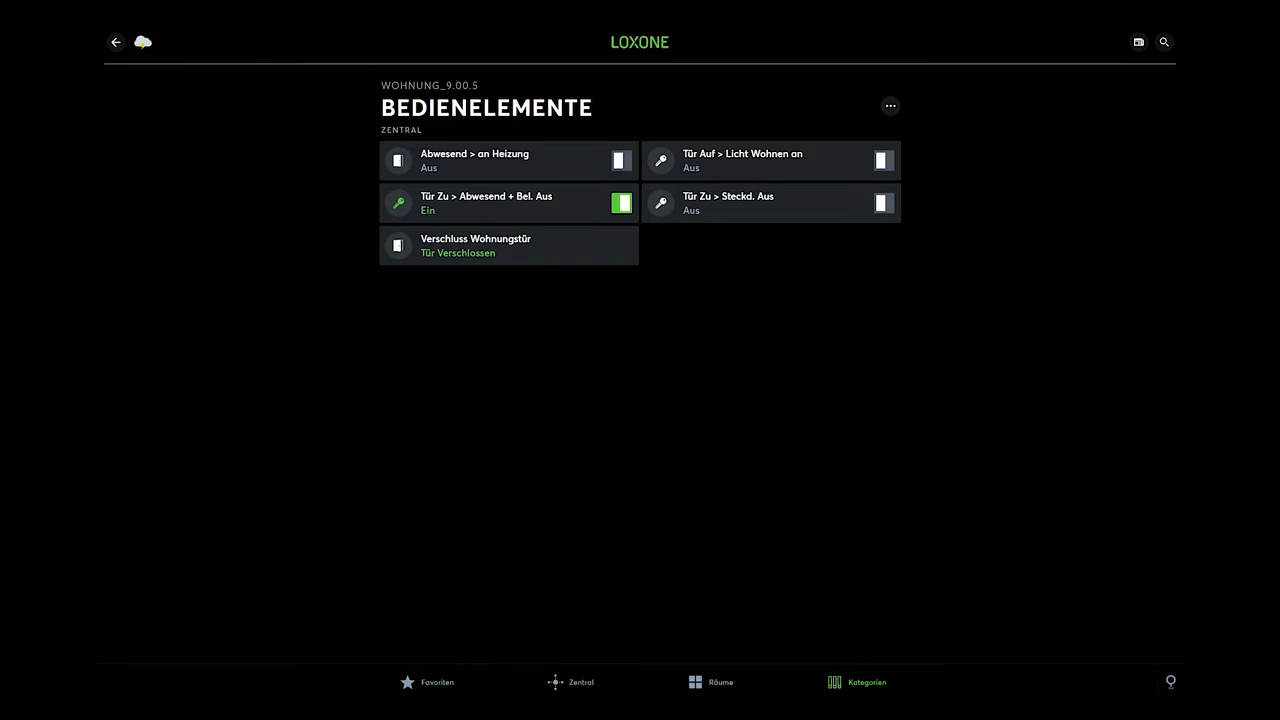 LOXONE
WOHNUNG_9.00.5
BEDIENELEMENTE
ZENTRAL
Abwesend > an Heizung
Aus
Tür Auf > Licht Wohnen an
Aus
Tür Zu > Abwesend + Bel. Aus
Ein
Tür Zu > Steckd. Aus
Aus
Verschluss Wohnungstür
Tür Verschlossen
Favoriten
Zentral
Räume
Kategorien